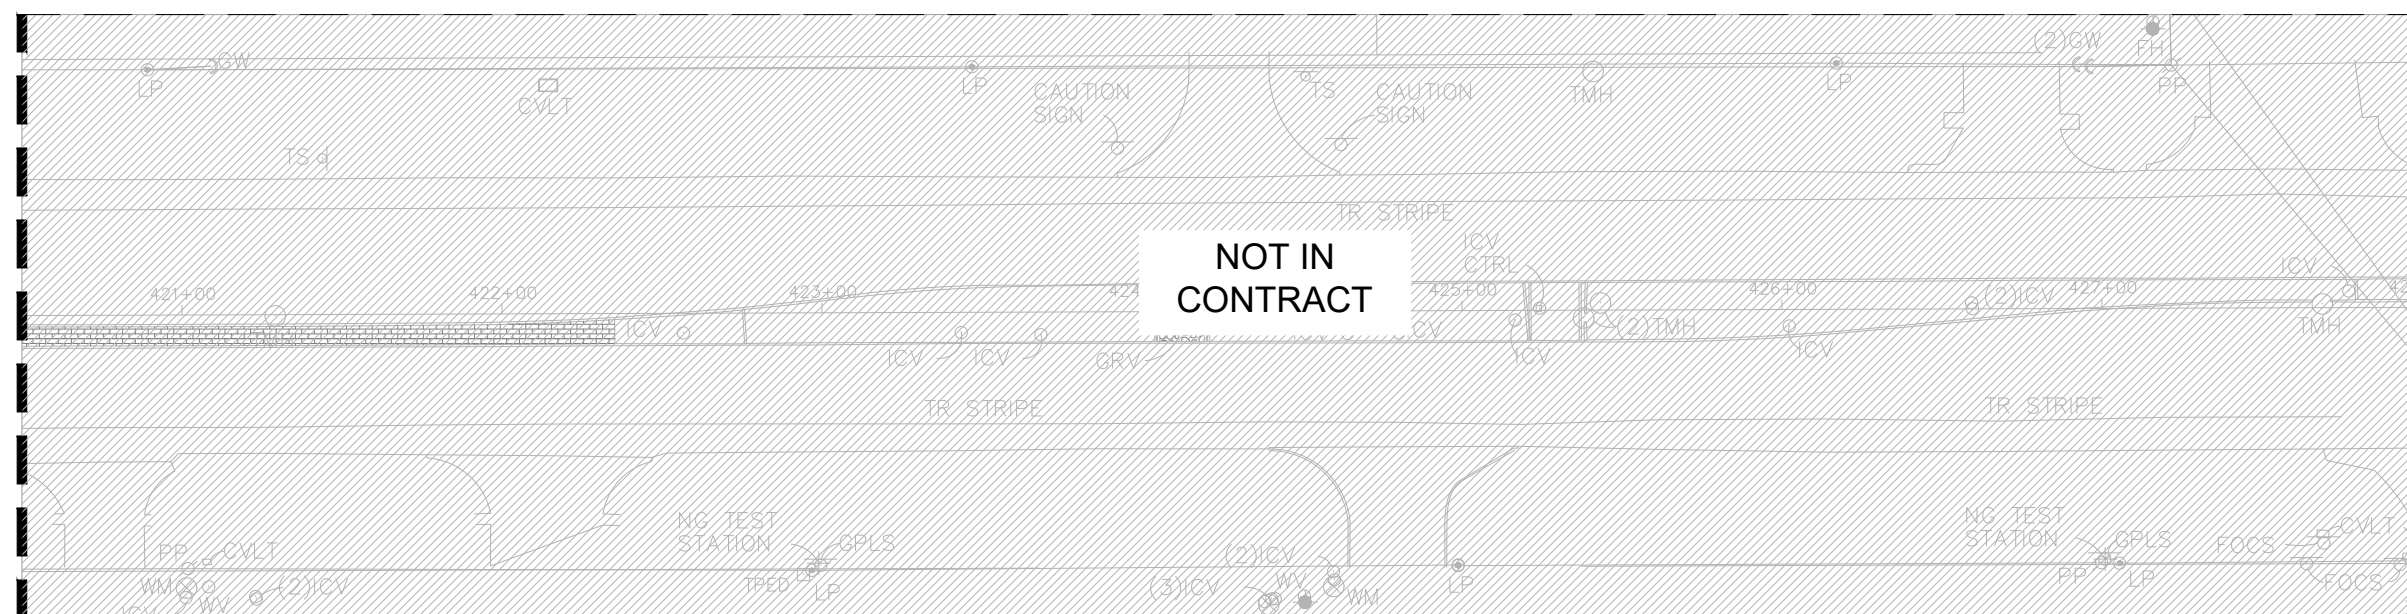 (2)GW
FH
GW
LP
CVLT
LP
CAUTION
SIGN
TS
CAUTION
SIGN
TMH
LP
PP
TS
TR STRIPE
NOT IN
CONTRACT
ICV
CTRL
ICV
421+00
422+00
423+00
424
425+00
426+00
(2)ICV
427+00
42
ICV
ICV
ICV
GRV
ICV
ICV
ICV
(2)TMH
ICV
TMH
TR STRIPE
TR STRIPE
NG TEST
STATION
GPLS
NG TEST
STATION
GPLS
FOCS
CVLT
PP
CVLT
WM
WV
(2)ICV
ICV
TPED
LP
(2)ICV
(3)ICV
WV
WM
LP
PP
LP
FOCS